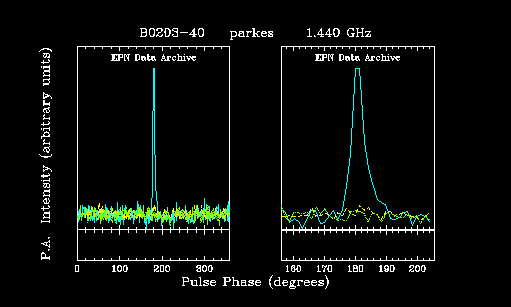 B0203-40 parkes 1.440 GHz
EPN Data Archive EPN Data Archive
P.A. Intensity (arbitrary units)
0 100 200 300 160 170 180 190 200
Pulse Phase (degrees)